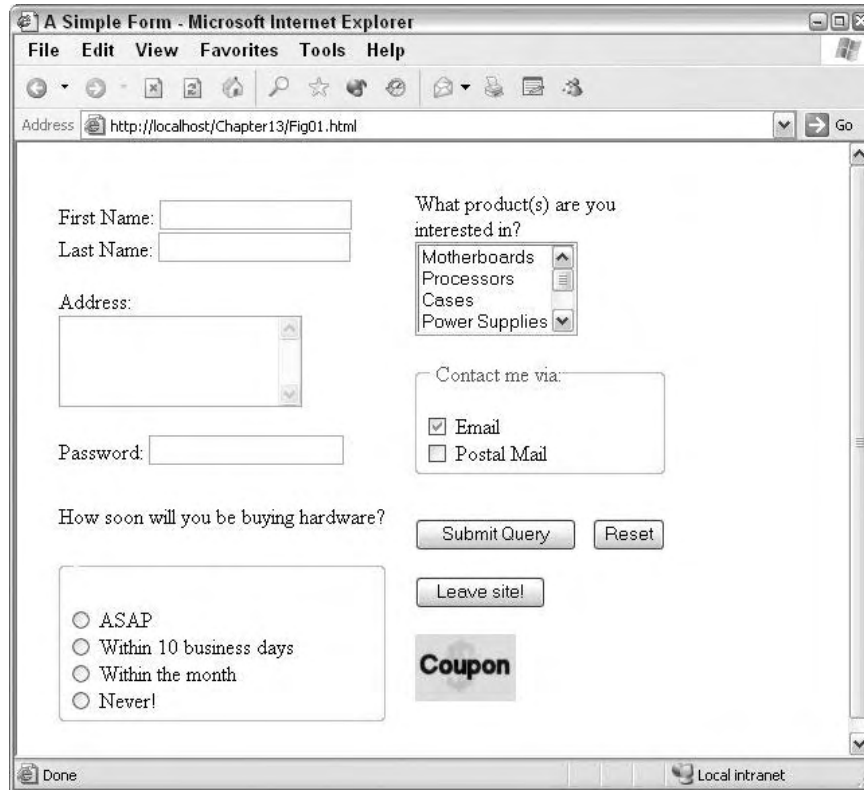 A Simple Form - Microsoft Internet Explorer
File Edit View Favorites Tools Help
Address http://localhost/Chapter13/Fig01.html Go
First Name:
Last Name:
Address:
Password:
How soon will you be buying hardware?
ASAP
Within 10 business days
Within the month
Never!
What product(s) are you
interested in?
Motherboards
Processors
Cases
Power Supplies
Contact me via:
Email
Postal Mail
Submit Query Reset
Leave site!
Coupon
Done Local intranet